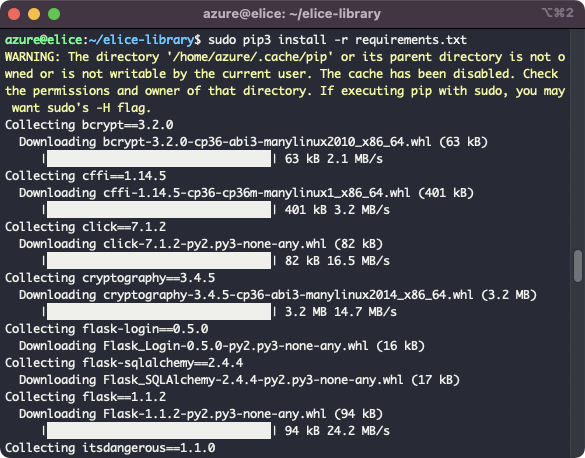 azure@elice: ~/elice-library
⌥⌘2
azure@elice:~/elice-library$ sudo pip3 install -r requirements.txt
WARNING: The directory '/home/azure/.cache/pip' or its parent directory is not o
wned or is not writable by the current user. The cache has been disabled. Check
the permissions and owner of that directory. If executing pip with sudo, you may
want sudo's -H flag.
Collecting bcrypt==3.2.0
Downloading bcrypt-3.2.0-cp36-abi3-manylinux2010_x86_64.whl (63 kB)
|| 63 kB 2.1 MB/s
Collecting cffi==1.14.5
Downloading cffi-1.14.5-cp36-cp36m-manylinux1_x86_64.whl (401 kB)
|| 401 kB 3.2 MB/s
Collecting click==7.1.2
Downloading click-7.1.2-py2.py3-none-any.whl (82 kB)
|| 82 kB 16.5 MB/s
Collecting cryptography==3.4.5
Downloading cryptography-3.4.5-cp36-abi3-manylinux2014_x86_64.whl (3.2 MB)
|| 3.2 MB 14.7 MB/s
Collecting flask-login==0.5.0
Downloading Flask_Login-0.5.0-py2.py3-none-any.whl (16 kB)
Collecting flask-sqlalchemy==2.4.4
Downloading Flask_SQLAlchemy-2.4.4-py2.py3-none-any.whl (17 kB)
Collecting flask==1.1.2
Downloading Flask-1.1.2-py2.py3-none-any.whl (94 kB)
|| 94 kB 24.2 MB/s
Collecting itsdangerous==1.1.0